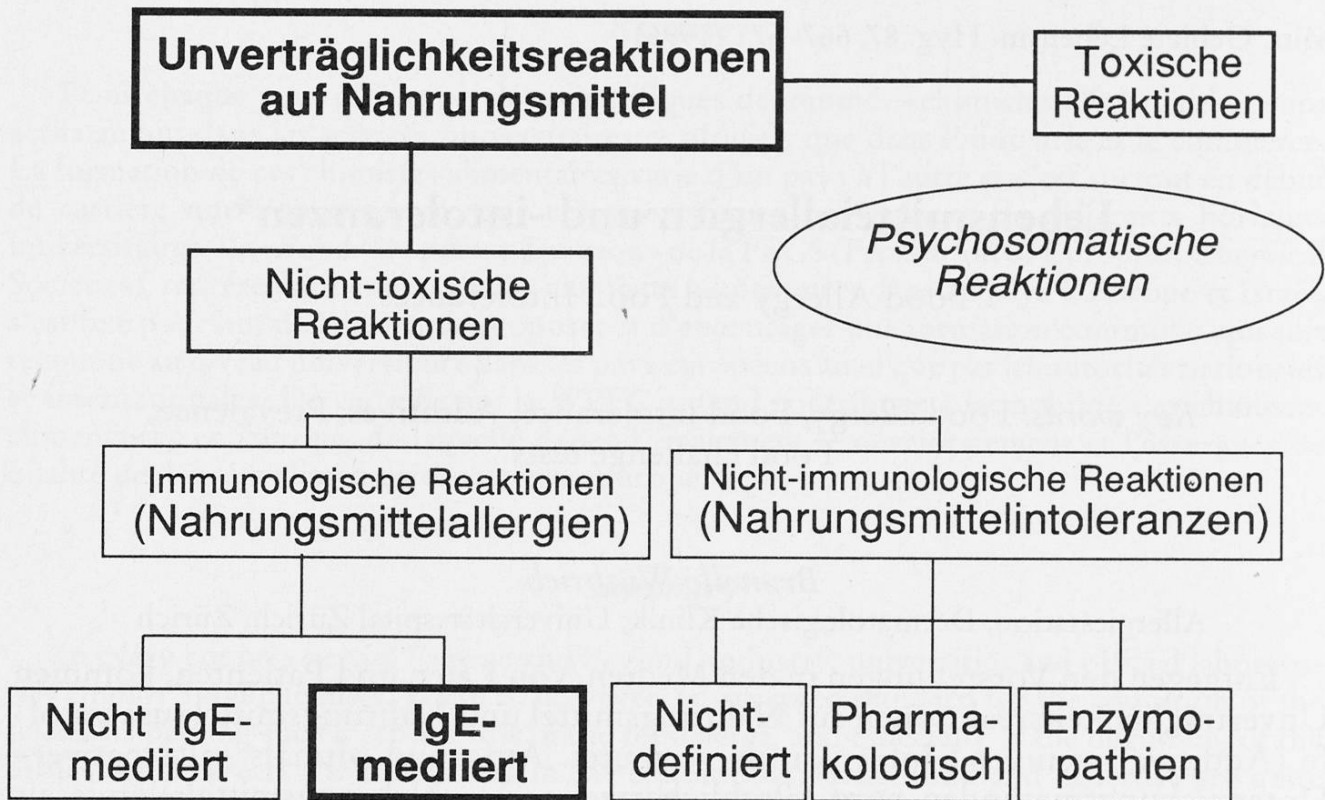 Unverträglichkeitsreaktionen
auf Nahrungsmittel
Toxische
Reaktionen
Psychosomatische
Reaktionen
Nicht-toxische
Reaktionen
Immunologische Reaktionen
(Nahrungsmittelallergien)
Nicht-immunologische Reaktionen
(Nahrungsmittelintoleranzen)
Nicht IgE-
mediiert
IgE
mediiert
Nicht-
definiert
Pharma-
kologisch
Enzymo-
pathien